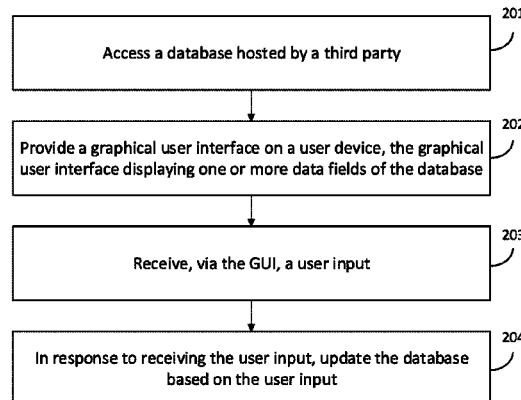 201
Access a database hosted by a third party
202
Provide a graphical user interface on a user device, the graphical
user interface displaying one or more data fields of the database
203
Receive, via the GUI, a user input
204
In response to receiving the user input, update the database
based on the user input